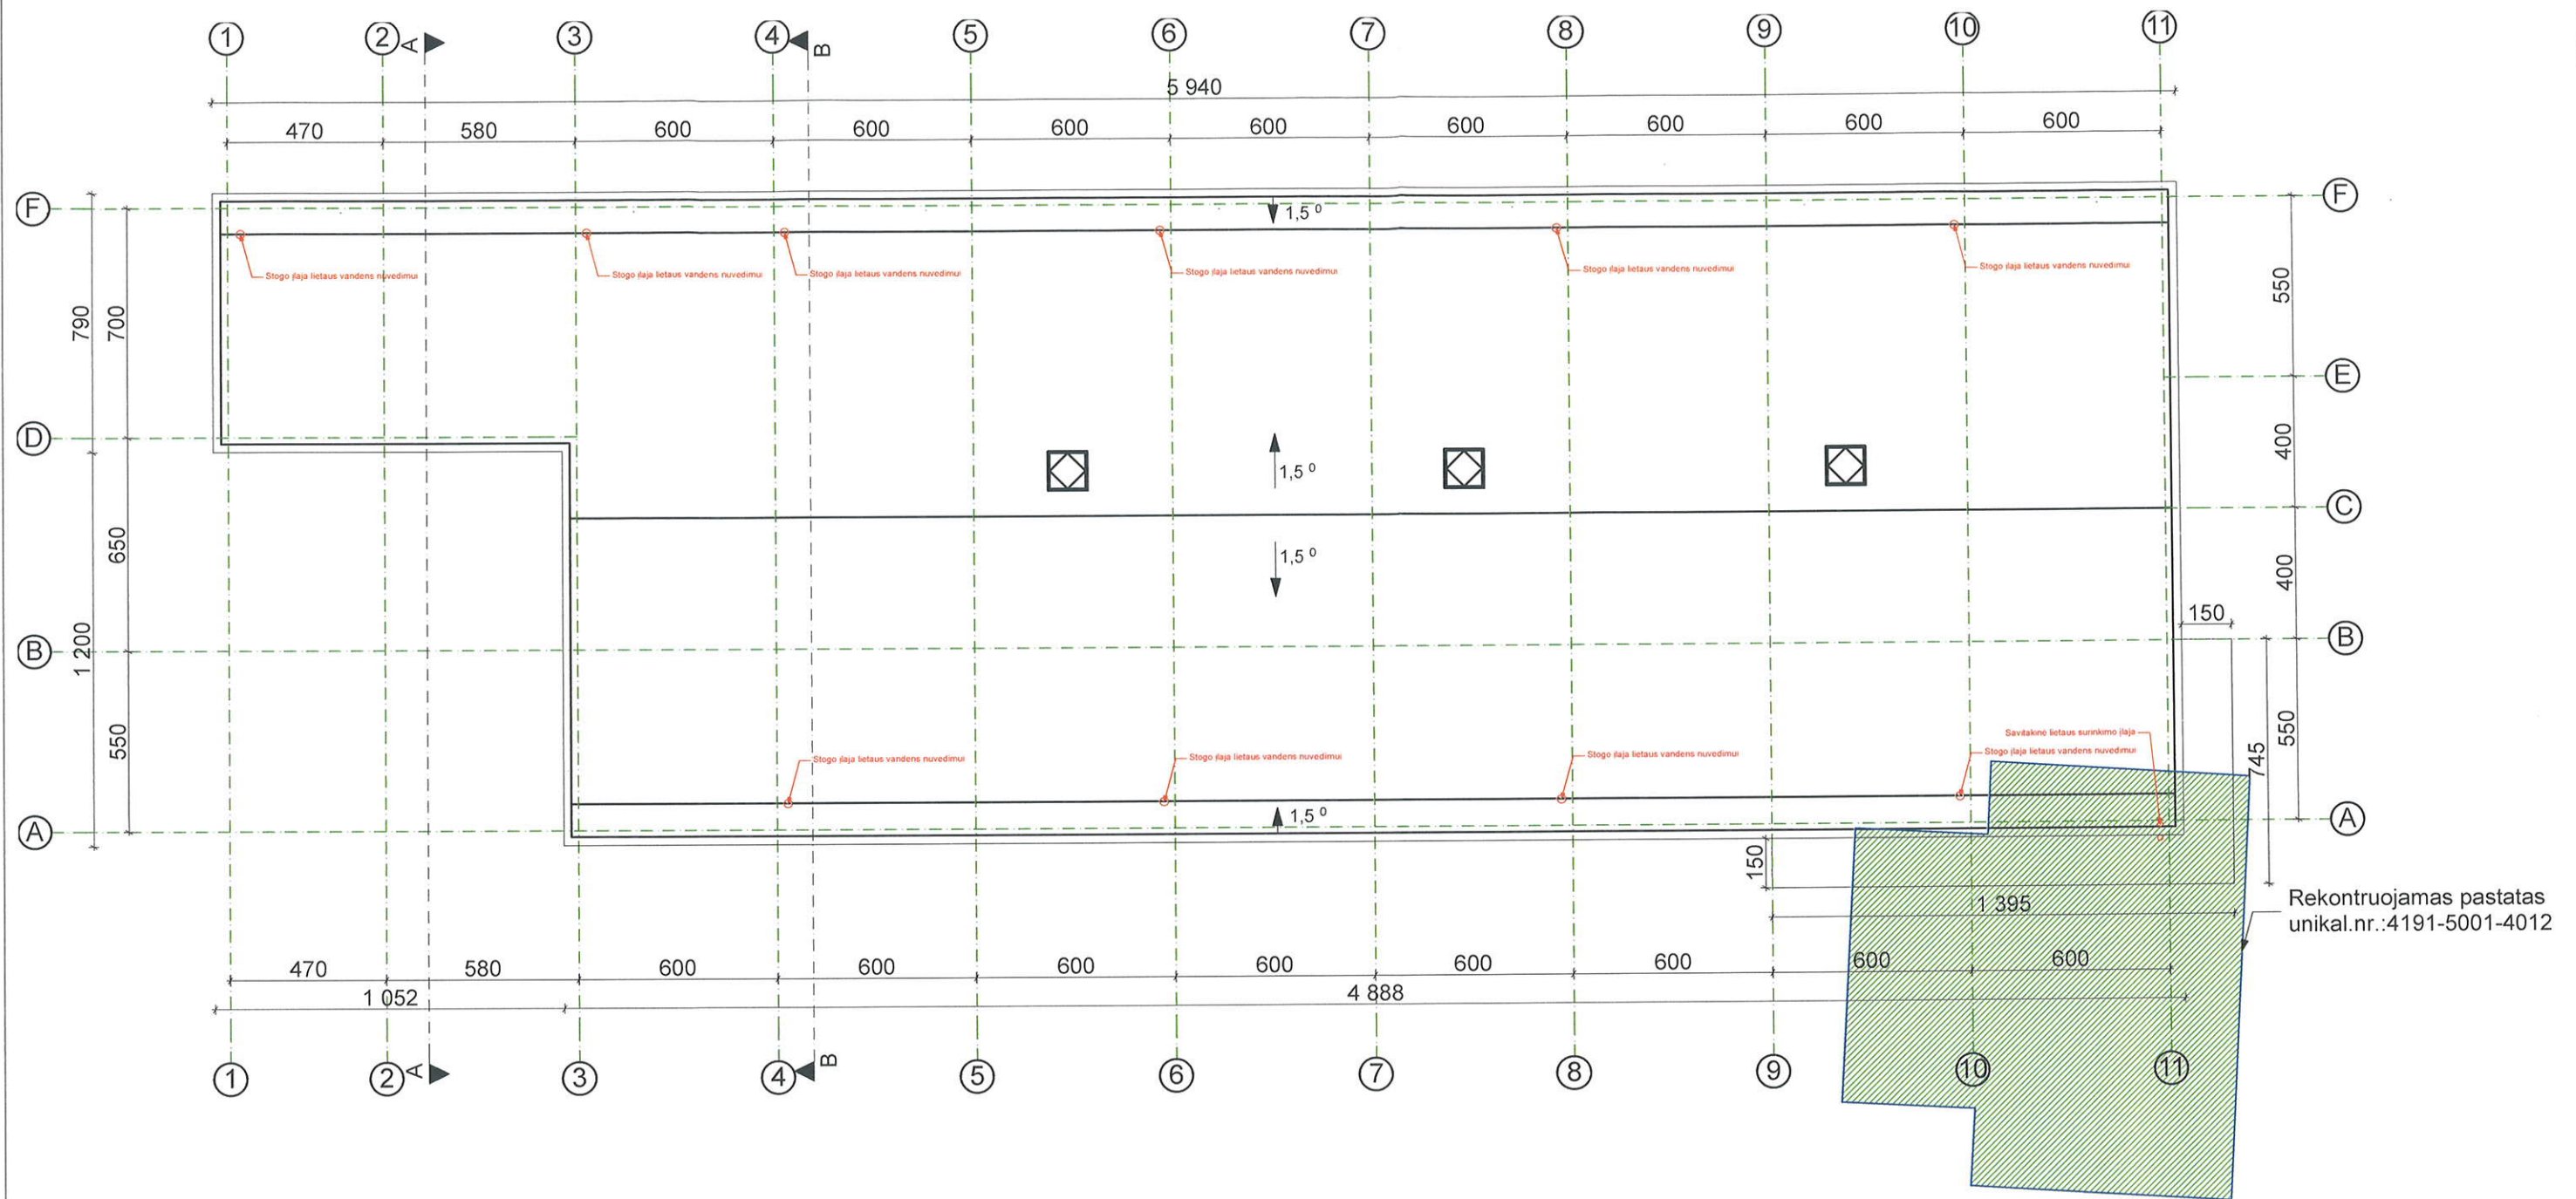 1 2 A 3 4 B 5 6 7 8 9 10 11
5 940
470 580 600 600 600 600 600 600 600 600
F F
1,5 ⁰
Stogo įlaja lietaus vandens nuvedimui
Stogo įlaja lietaus vandens nuvedimui
Stogo įlaja lietaus vandens nuvedimui
Stogo įlaja lietaus vandens nuvedimui
Stogo įlaja lietaus vandens nuvedimui
Stogo įlaja lietaus vandens nuvedimui
790 700 550
E
D
400
1,5 ⁰
C
650
1,5 ⁰
400
150
B B
1 200
550
Stogo įlaja lietaus vandens nuvedimui
Stogo įlaja lietaus vandens nuvedimui
Stogo įlaja lietaus vandens nuvedimui
Savitakinė lietaus surinkimo įlaja
Stogo įlaja lietaus vandens nuvedimui
745 550
1,5 ⁰
A A
150
1 395
Rekontruojamas pastatas
unikal.nr.:4191-5001-4012
470 580 600 600 600 600 600 600 600 600
1 052 4 888
1 2 A 3 4 B 5 6 7 8 9 10 11